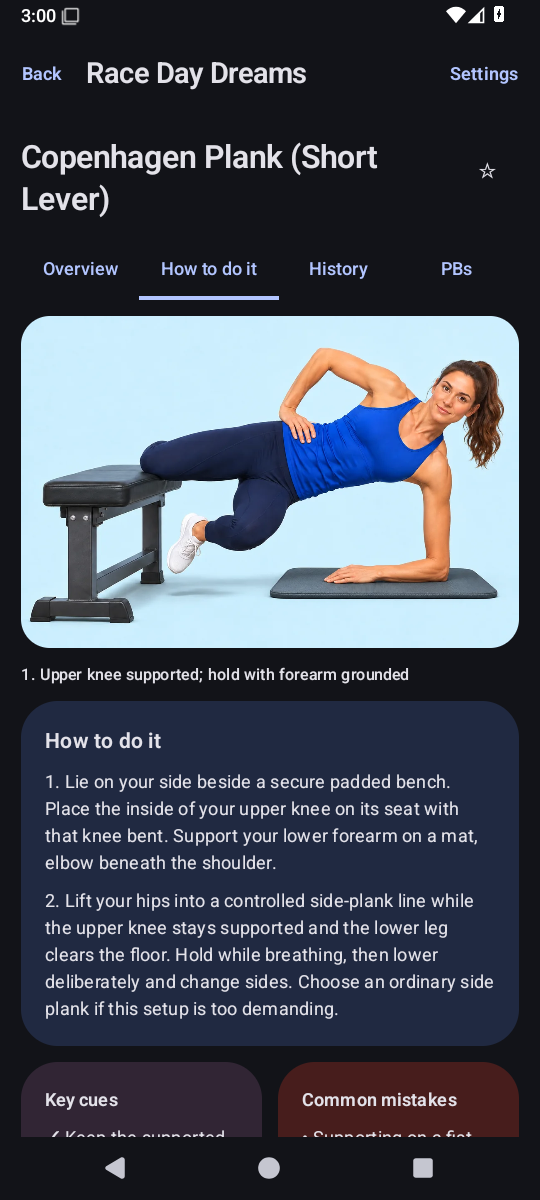 3:00
Back Race Day Dreams Settings
Copenhagen Plank (Short
Lever)
Overview How to do it History PBs
1. Upper knee supported; hold with forearm grounded
How to do it
1. Lie on your side beside a secure padded bench.
Place the inside of your upper knee on its seat with
that knee bent. Support your lower forearm on a mat,
elbow beneath the shoulder.
2. Lift your hips into a controlled side-plank line while
the upper knee stays supported and the lower leg
clears the floor. Hold while breathing, then lower
deliberately and change sides. Choose an ordinary side
plank if this setup is too demanding.
Key cues
✓ Keep the supported
Common mistakes
• Supporting on a